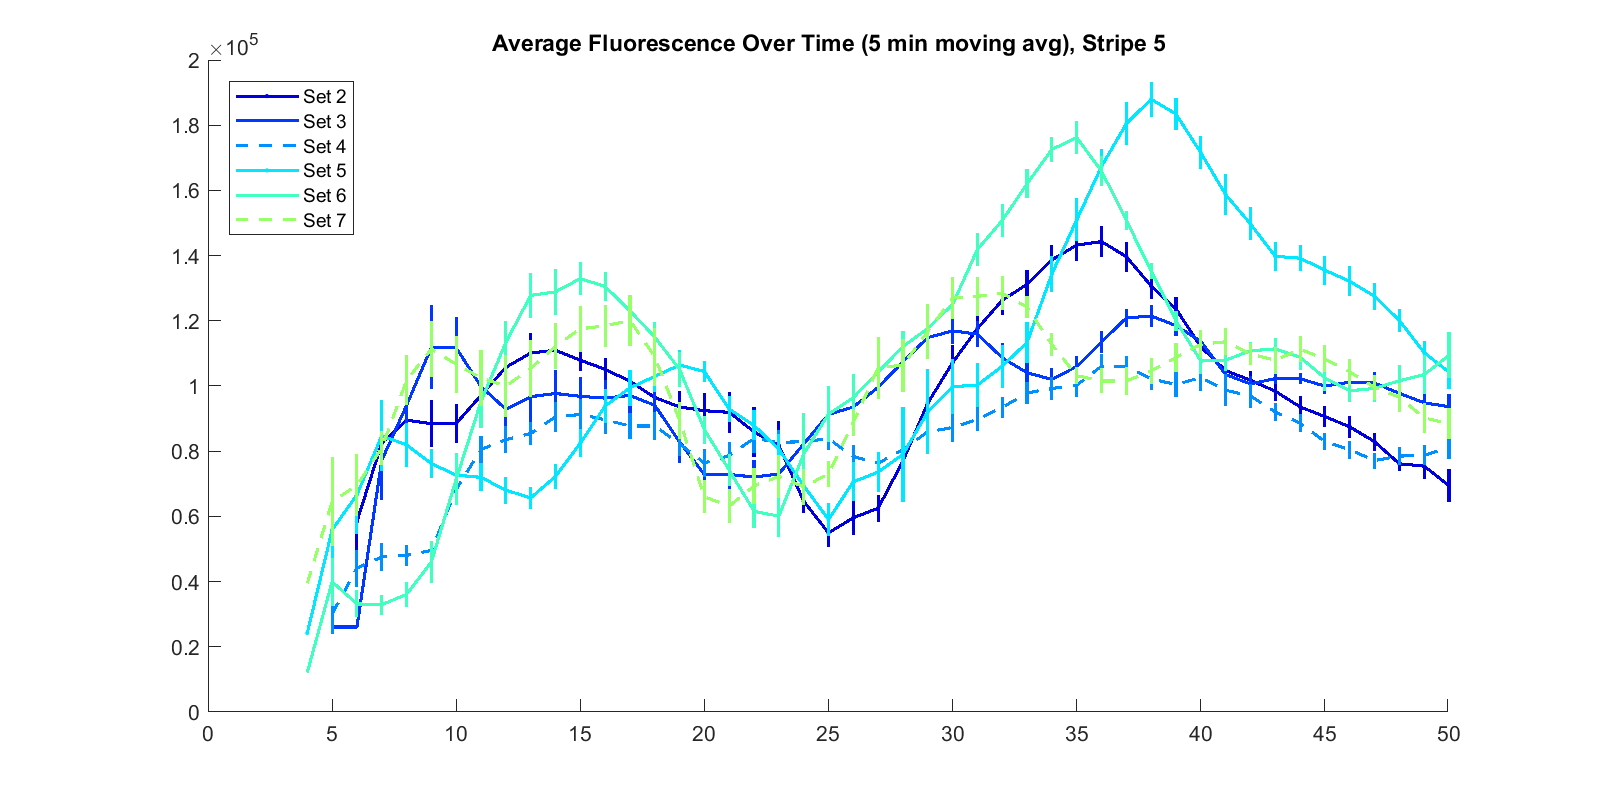 Average Fluorescence Over Time (5 min moving avg), Stripe 5
×10⁵
2
1.8
1.6
1.4
1.2
1
0.8
0.6
0.4
0.2
0
Set 2
Set 3
Set 4
Set 5
Set 6
Set 7
0 5 10 15 20 25 30 35 40 45 50